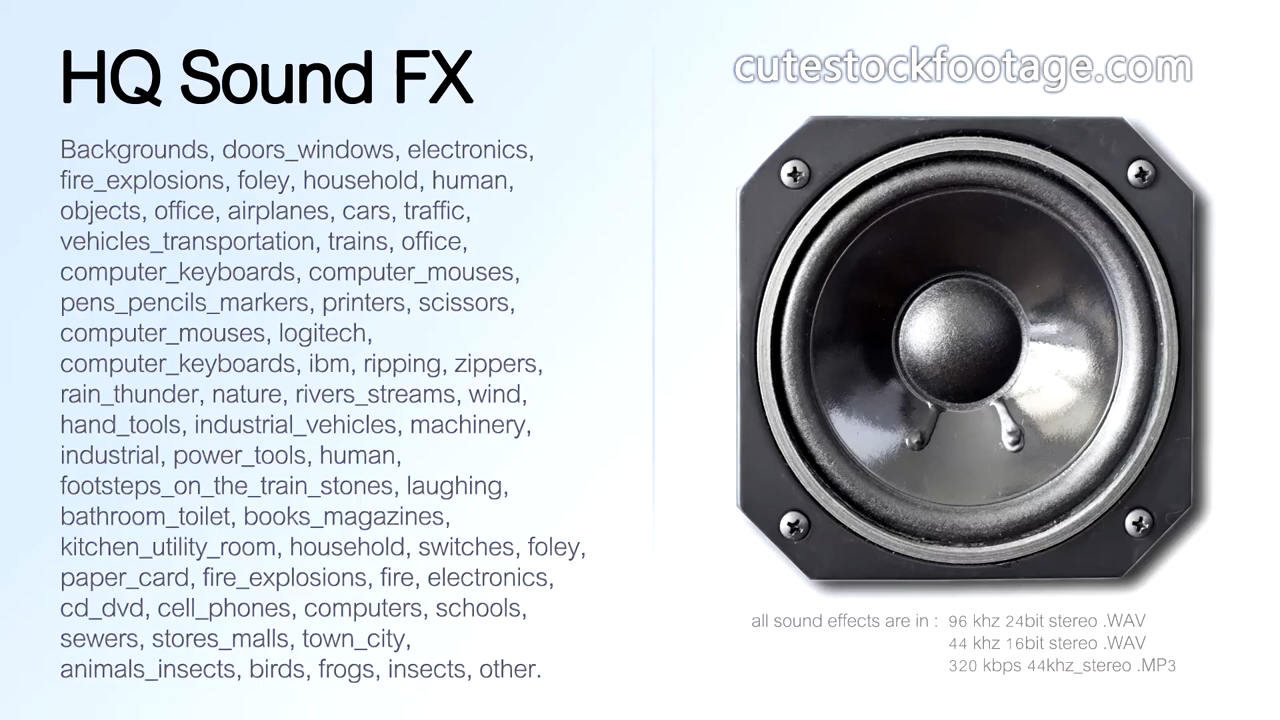 HQ Sound FX
Backgrounds, doors_windows, electronics,
fire_explosions, foley, household, human,
objects, office, airplanes, cars, traffic,
vehicles_transportation, trains, office,
computer_keyboards, computer_mouses,
pens_pencils_markers, printers, scissors,
computer_mouses, logitech,
computer_keyboards, ibm, ripping, zippers,
rain_thunder, nature, rivers_streams, wind,
hand_tools, industrial_vehicles, machinery,
industrial, power_tools, human,
footsteps_on_the_train_stones, laughing,
bathroom_toilet, books_magazines,
kitchen_utility_room, household, switches, foley,
paper_card, fire_explosions, fire, electronics,
cd_dvd, cell_phones, computers, schools,
sewers, stores_malls, town_city,
animals_insects, birds, frogs, insects, other.
cutestockfootage.com
all sound effects are in : 96 khz 24bit stereo .WAV
44 khz 16bit stereo .WAV
320 kbps 44khz_stereo .MP3